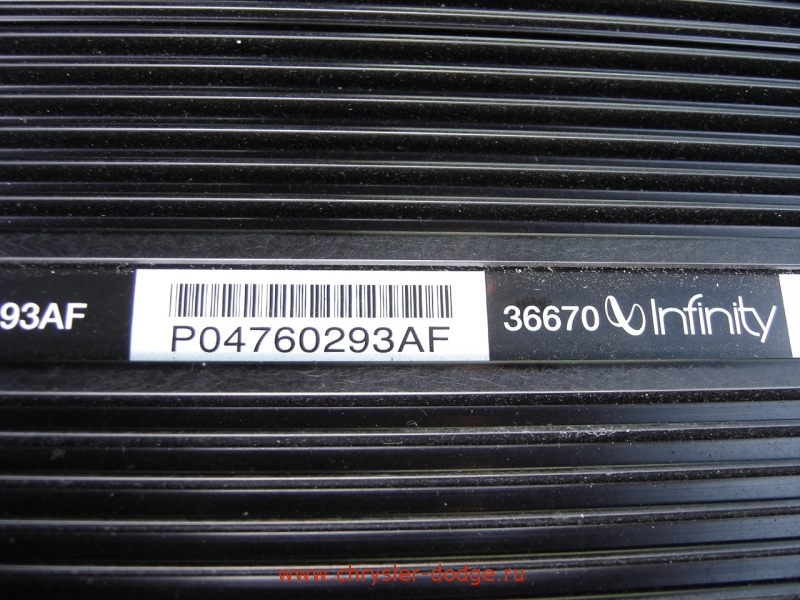 93AF
P04760293AF
36670 Infinity
www.chrysler-dodge.ru